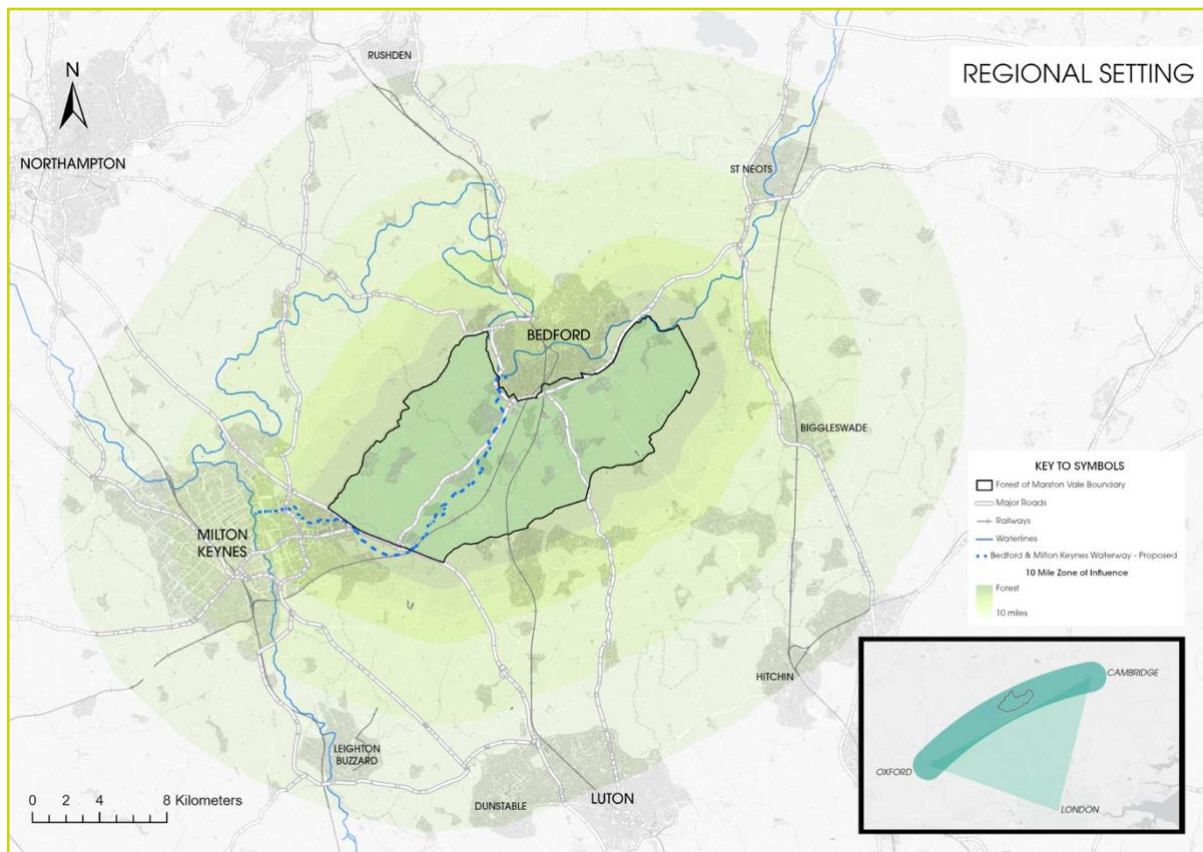 REGIONAL SETTING
N
RUSHDEN
NORTHAMPTON
ST NEOTS
BEDFORD
BIGGLESWADE
MILTON
KEYNES
HITCHIN
LEIGHTON
BUZZARD
DUNSTABLE
LUTON
0 2 4 8 Kilometers
KEY TO SYMBOLS
Forest of Marston Vale Boundary
Major Roads
Railways
Waterlines
Bedford & Milton Keynes Waterway - Proposed
10 Mile Zone of Influence
Forest
10 miles
CAMBRIDGE
OXFORD
LONDON